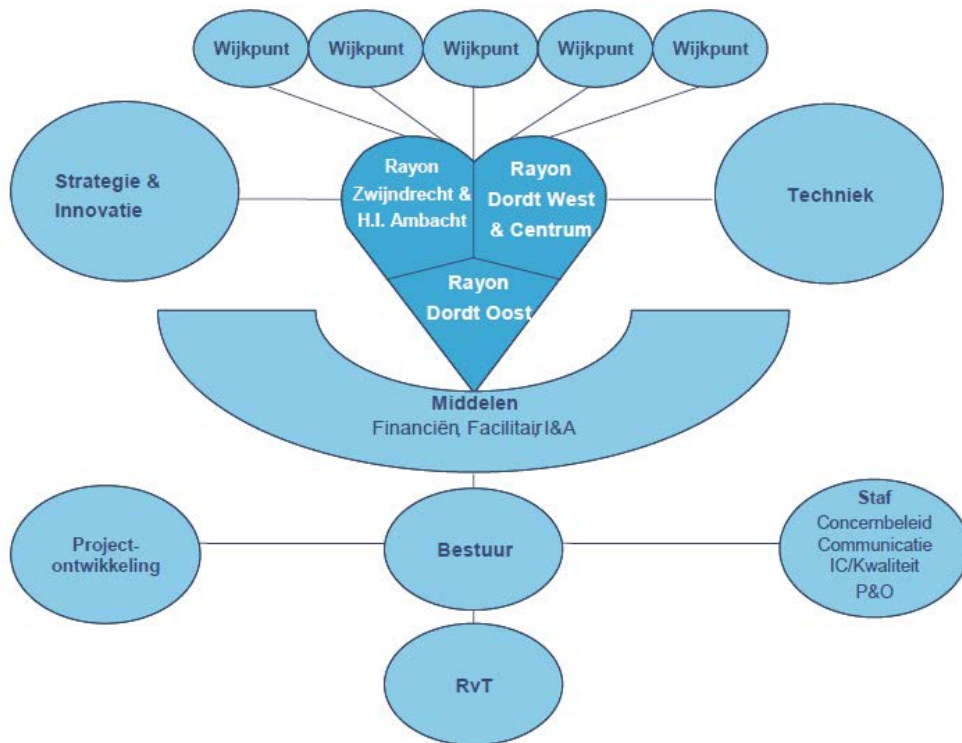 Wijkpunt
Wijkpunt
Wijkpunt
Wijkpunt
Wijkpunt
Strategie &
Innovatie
Rayon
Zwijndrecht &
H.I. Ambacht
Rayon
Dordt West
& Centrum
Techniek
Rayon
Dordt Oost
Middelen
Financiën, Facilitair, I&A
Project-
ontwikkeling
Bestuur
Staf
Concernbeleid
Communicatie
IC/Kwaliteit
P&O
RvT